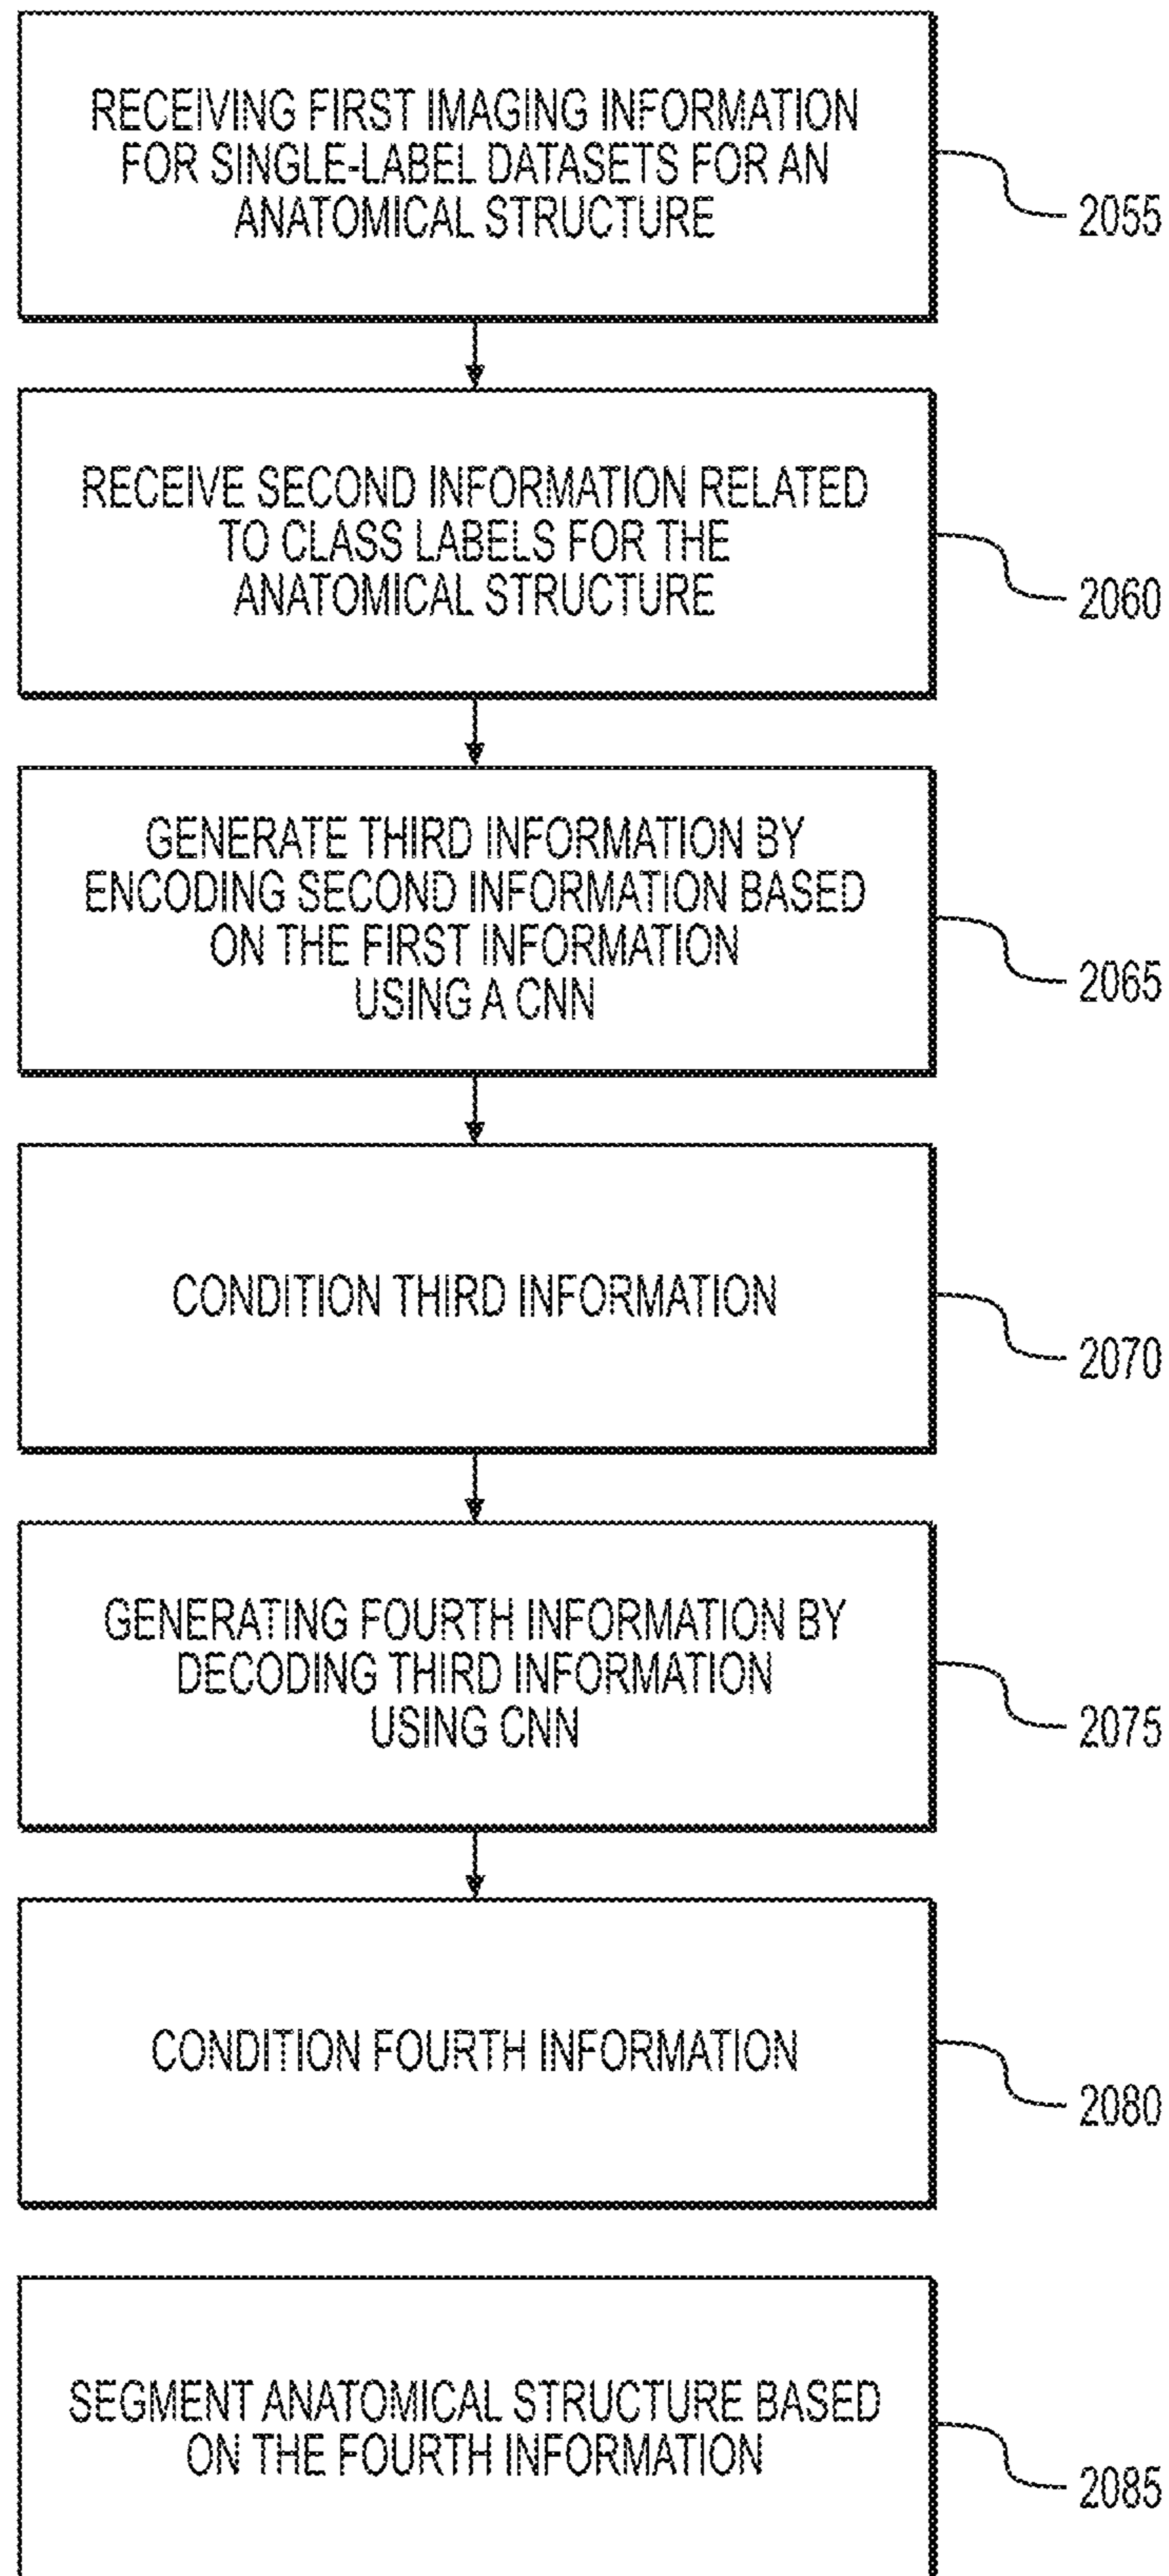 RECEIVING FIRST IMAGING INFORMATION
FOR SINGLE-LABEL DATASETS FOR AN
ANATOMICAL STRUCTURE
2055
RECEIVE SECOND INFORMATION RELATED
TO CLASS LABELS FOR THE
ANATOMICAL STRUCTURE
2060
GENERATE THIRD INFORMATION BY
ENCODING SECOND INFORMATION BASED
ON THE FIRST INFORMATION
USING A CNN
2065
CONDITION THIRD INFORMATION
2070
GENERATING FOURTH INFORMATION BY
DECODING THIRD INFORMATION
USING CNN
2075
CONDITION FOURTH INFORMATION
2080
SEGMENT ANATOMICAL STRUCTURE BASED
ON THE FOURTH INFORMATION
2085